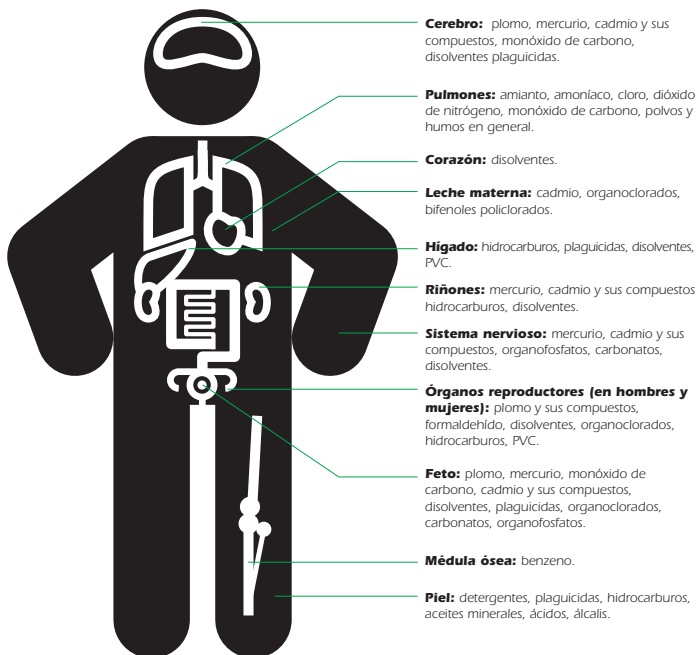 Cerebro: plomo, mercurio, cadmio y sus
compuestos, monóxido de carbono,
disolventes plaguicidas.
Pulmones: amianto, amoníaco, cloro, dióxido
de nitrógeno, monóxido de carbono, polvos y
humos en general.
Corazón: disolventes.
Leche materna: cadmio, organoclorados,
bifenoles policlorados.
Hígado: hidrocarburos, plaguicidas, disolventes,
PVC.
Riñones: mercurio, cadmio y sus compuestos
hidrocarburos, disolventes.
Sistema nervioso: mercurio, cadmio y sus
compuestos, organofosfatos, carbonatos,
disolventes.
Órganos reproductores (en hombres y
mujeres): plomo y sus compuestos,
formaldehído, disolventes, organoclorados,
hidrocarburos, PVC.
Feto: plomo, mercurio, monóxido de
carbono, cadmio y sus compuestos,
disolventes, plaguicidas, organoclorados,
carbonatos, organofosfatos.
Médula ósea: benzeno.
Piel: detergentes, plaguicidas, hidrocarburos,
aceites minerales, ácidos, álcalis.